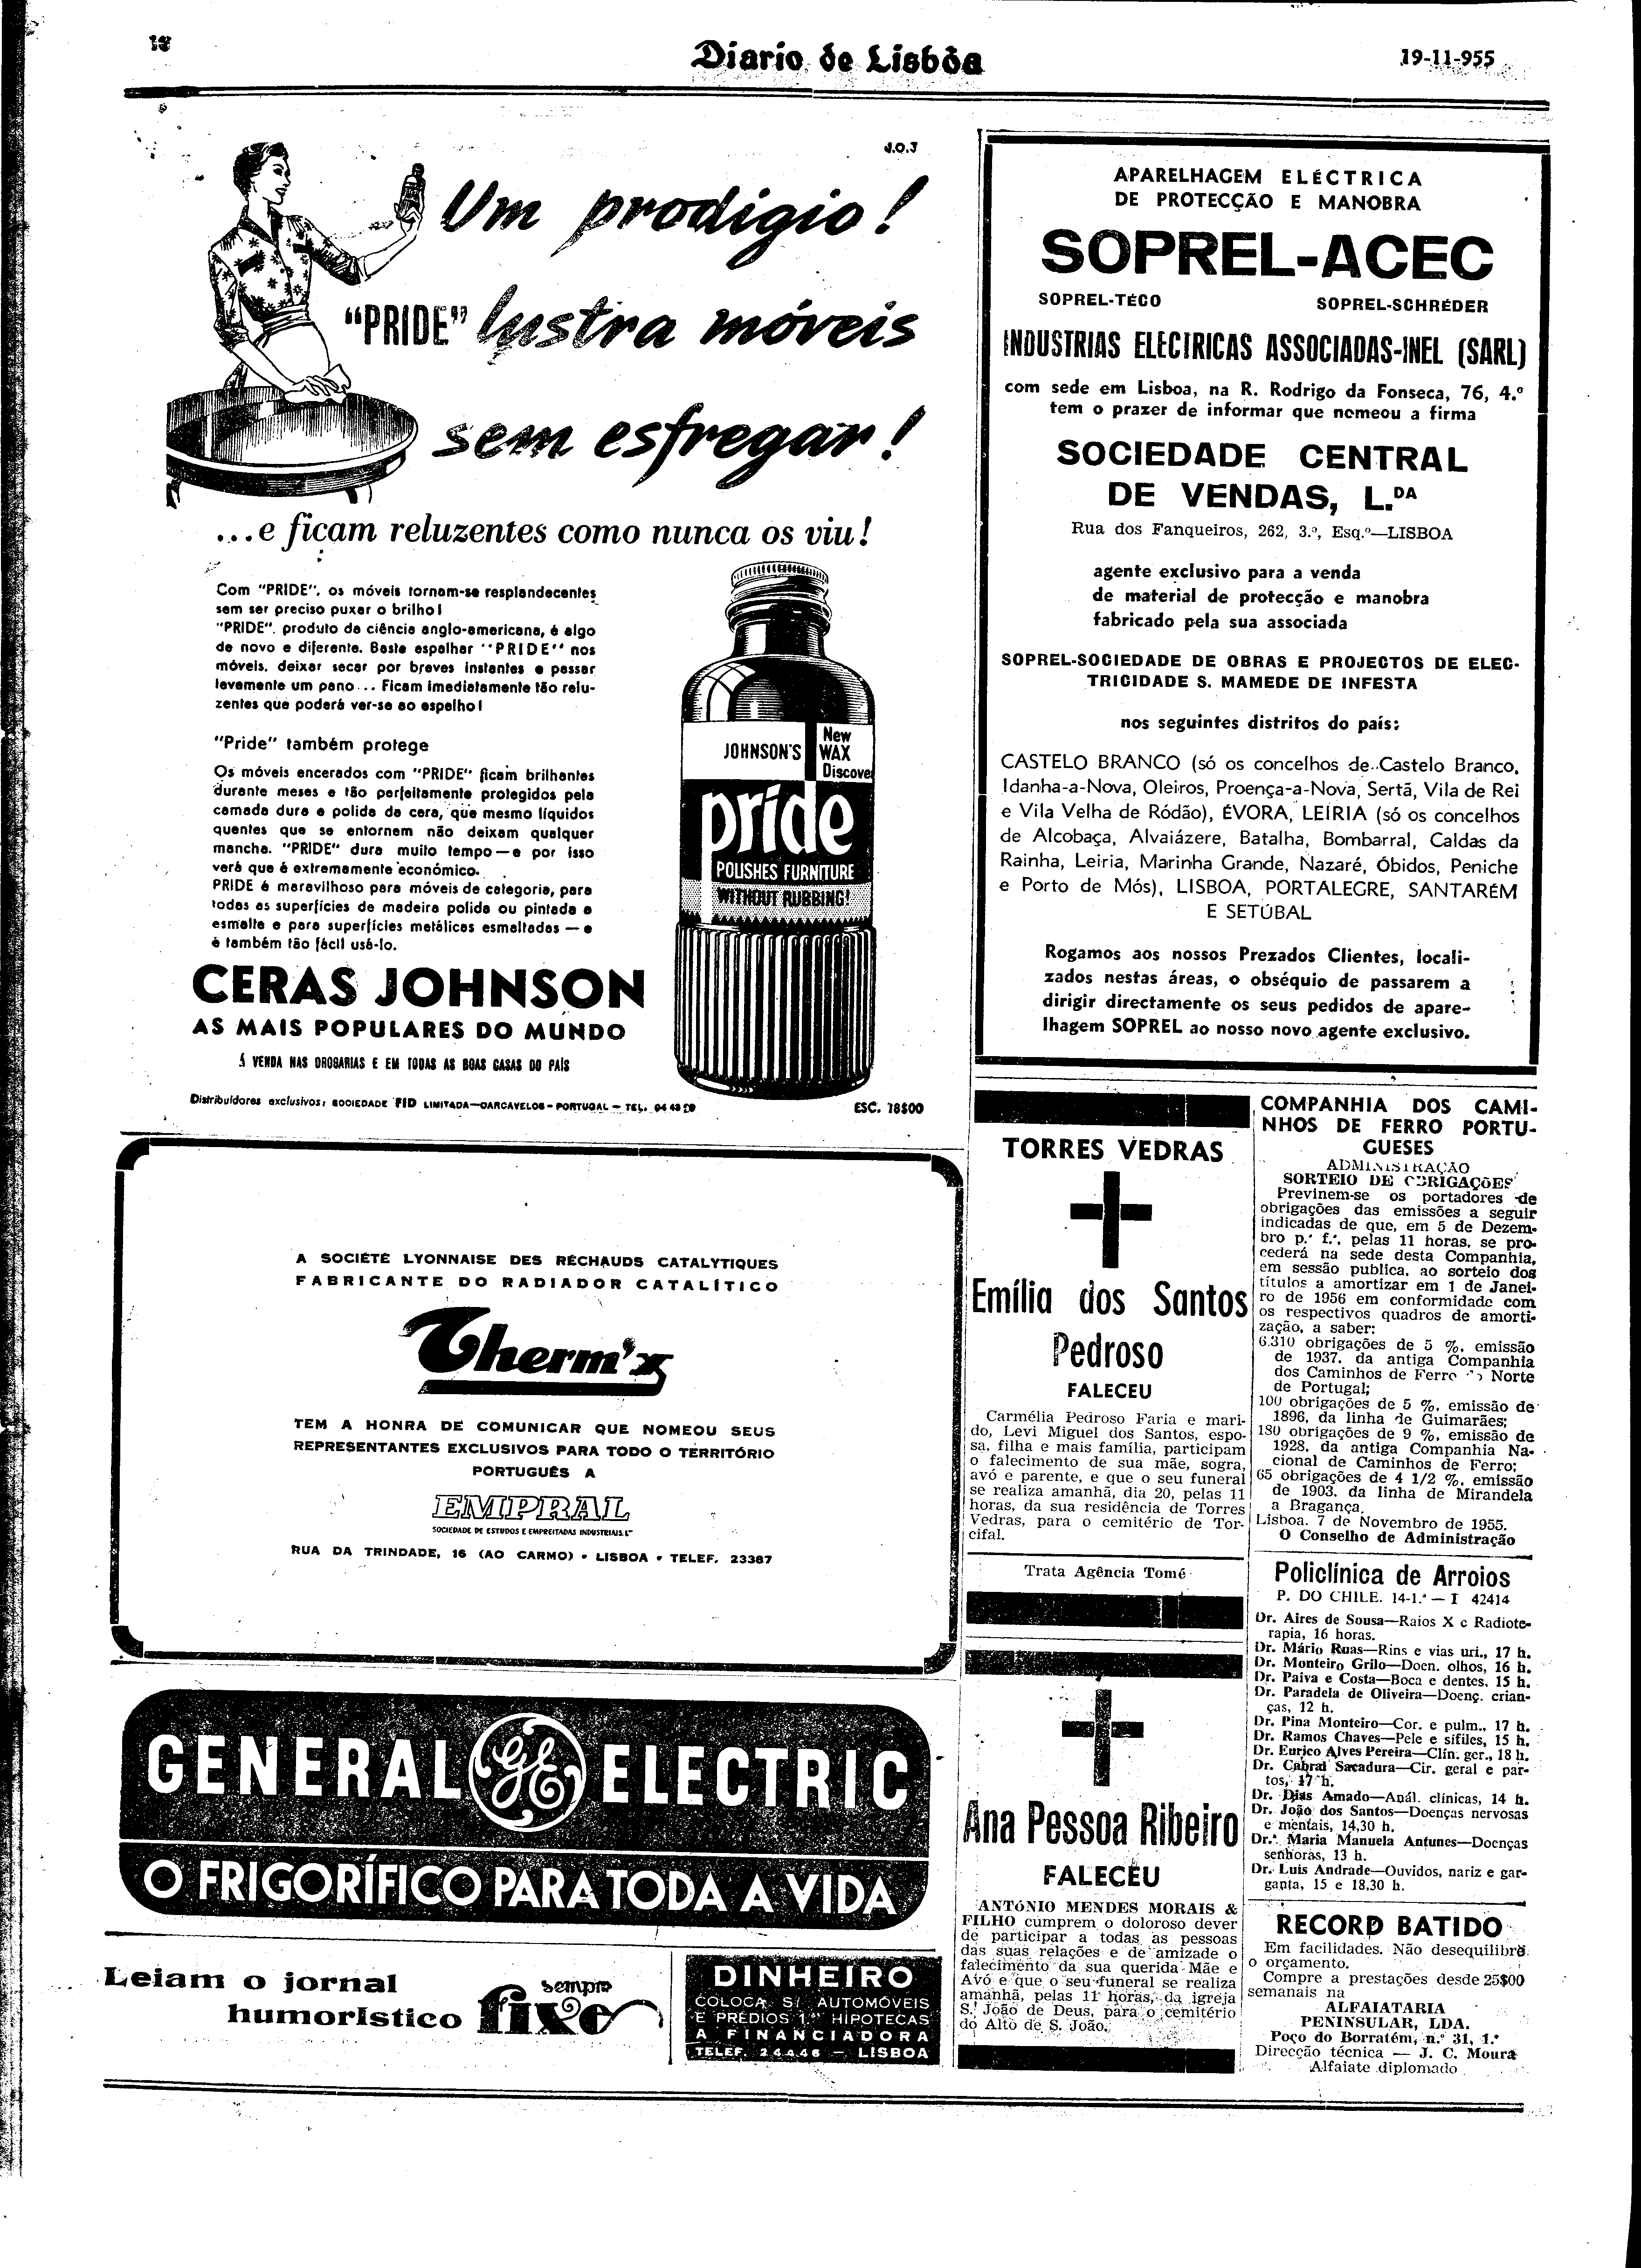 Diario de Lisbôa
19-11-955
J.O.J
Um prodigio!
“PRIDE” lustra móveis
sem esfregar!
...e ficam reluzentes como nunca os viu!
Com "PRIDE", os móveis tornam-se resplandecentes
sem ser preciso puxar o brilho!
"PRIDE", produto da ciência anglo-americana, é algo
de novo e diferente. Basta espalhar "PRIDE" nos
móveis, deixar secar por breves instantes e passar
levemente um pano... Ficam imediatamente tão relu-
zentes que poderá ver-se ao espelho!
"Pride" também protege
Os móveis encerados com "PRIDE" ficam brilhantes
durante meses e tão perfeitamente protegidos pela
camada dura e polida da cera, que mesmo líquidos
quentes que se entornem não deixam qualquer
mancha. "PRIDE" dura muito tempo—e por isso
verá que é extremamente económico.
PRIDE é maravilhoso para móveis de categoria, para
todas as superfícies de madeira polida ou pintada a
esmalte e para superfícies metálicas esmaltadas — e
é também tão fácil usá-lo.
JOHNSON'S
New
WAX
Discove
pride
POLISHES FURNITURE
WITHOUT RUBBING!
CERAS JOHNSON
AS MAIS POPULARES DO MUNDO
Á VENDA NAS DROGARIAS E EM TODAS AS BOAS CASAS DO PAÍS
Distribuidores exclusivos: SOCIEDADE FID LIMITADA—CARCAVELOS-PORTUGAL — TEL.
ESC. 18$00
APARELHAGEM ELÉCTRICA
DE PROTECÇÃO E MANOBRA
SOPREL-ACEC
SOPREL-TÉCO SOPREL-SCHRÉDER
INDUSTRIAS ELECTRICAS ASSOCIADAS-INEL (SARL)
com sede em Lisboa, na R. Rodrigo da Fonseca, 76, 4.º
tem o prazer de informar que nomeou a firma
SOCIEDADE CENTRAL
DE VENDAS, L.DA
Rua dos Fanqueiros, 262, 3.º, Esq.º—LISBOA
agente exclusivo para a venda
de material de protecção e manobra
fabricado pela sua associada
SOPREL-SOCIEDADE DE OBRAS E PROJECTOS DE ELEC-
TRICIDADE S. MAMEDE DE INFESTA
nos seguintes distritos do país:
CASTELO BRANCO (só os concelhos de Castelo Branco,
Idanha-a-Nova, Oleiros, Proença-a-Nova, Sertã, Vila de Rei
e Vila Velha de Ródão), ÉVORA, LEIRIA (só os concelhos
de Alcobaça, Alvaiázere, Batalha, Bombarral, Caldas da
Rainha, Leiria, Marinha Grande, Nazaré, Óbidos, Peniche
e Porto de Mós), LISBOA, PORTALEGRE, SANTARÉM
E SETÚBAL
Rogamos aos nossos Prezados Clientes, locali-
zados nestas áreas, o obséquio de passarem a
dirigir directamente os seus pedidos de apare-
lhagem SOPREL ao nosso novo agente exclusivo.
A SOCIÉTÉ LYONNAISE DES RÉCHAUDS CATALYTIQUES
FABRICANTE DO RADIADOR CATALÍTICO
Therm'x
TEM A HONRA DE COMUNICAR QUE NOMEOU SEUS
REPRESENTANTES EXCLUSIVOS PARA TODO O TERRITÓRIO
PORTUGUÊS A
EMPRAL
SOCIEDADE DE ESTUDOS E EMPREITADAS INDUSTRIAIS, L.DA
RUA DA TRINDADE, 16 (AO CARMO) • LISBOA • TELEF. 23387
GENERAL GE ELECTRIC
O FRIGORÍFICO PARA TODA A VIDA
Leiam o jornal
humorístico sempre fixe
DINHEIRO
COLOCA S/ AUTOMÓVEIS
E PRÉDIOS 1.ªˢ HIPOTECAS
A FINANCIADORA
TELEF. 24446 — LISBOA
TORRES VEDRAS
Emília dos Santos
Pedroso
FALECEU
Carmélia Pedroso Faria e mari-
do, Levi Miguel dos Santos, espo-
sa, filha e mais família, participam
o falecimento de sua mãe, sogra,
avó e parente, e que o seu funeral
se realiza amanhã, dia 20, pelas 11
horas, da sua residência de Torres
Vedras, para o cemitério de Tor-
cifal.
Trata Agência Tomé
Ana Pessoa Ribeiro
FALECEU
ANTÓNIO MENDES MORAIS &
FILHO cumprem o doloroso dever
de participar a todas as pessoas
das suas relações e de amizade o
falecimento da sua querida Mãe e
Avó e que o seu funeral se realiza
amanhã, pelas 11 horas, da igreja
S. João de Deus, para o cemitério
do Alto de S. João.
COMPANHIA DOS CAMI-
NHOS DE FERRO PORTU-
GUESES
ADMINISTRAÇÃO
SORTEIO DE OBRIGAÇÕES
Previnem-se os portadores de
obrigações das emissões a seguir
indicadas de que, em 5 de Dezem-
bro p. f., pelas 11 horas, se pro-
cederá na sede desta Companhia,
em sessão publica, ao sorteio dos
títulos a amortizar em 1 de Janei-
ro de 1956 em conformidade com
os respectivos quadros de amorti-
zação, a saber:
6.310 obrigações de 5 %, emissão
de 1937, da antiga Companhia
dos Caminhos de Ferro do Norte
de Portugal;
100 obrigações de 5 %, emissão de
1896, da linha de Guimarães;
180 obrigações de 9 %, emissão de
1928, da antiga Companhia Na-
cional de Caminhos de Ferro;
65 obrigações de 4 1/2 %, emissão
de 1903, da linha de Mirandela
a Bragança.
Lisboa, 7 de Novembro de 1955.
O Conselho de Administração
Policlínica de Arroios
P. DO CHILE. 14-1.º — T 42414
Dr. Aires de Sousa—Raios X e Radiote-
rapia, 16 horas.
Dr. Mário Ruas—Rins e vias uri., 17 h.
Dr. Monteiro Grilo—Doen. olhos, 16 h.
Dr. Paiva e Costa—Boca e dentes, 15 h.
Dr. Paradela de Oliveira—Doenç. crian-
ças, 12 h.
Dr. Pina Monteiro—Cor. e pulm., 17 h.
Dr. Ramos Chaves—Pele e sífiles, 15 h.
Dr. Eurico Alves Pereira—Clín. ger., 18 h.
Dr. Cabral Sacadura—Cir. geral e par-
tos, 17 h.
Dr. Dias Amado—Anál. clínicas, 14 h.
Dr. João dos Santos—Doenças nervosas
e mentais, 14,30 h.
Dr.ª Maria Manuela Antunes—Doenças
senhoras, 13 h.
Dr. Luís Andrade—Ouvidos, nariz e gar-
ganta, 15 e 18,30 h.
RECORD BATIDO
Em facilidades. Não desequilibre
o orçamento.
Compre a prestações desde 25$00
semanais na
ALFAIATARIA
PENINSULAR, LDA.
Poço do Borratém, n.º 31, 1.º
Direcção técnica — J. C. Moura
Alfaiate diplomado